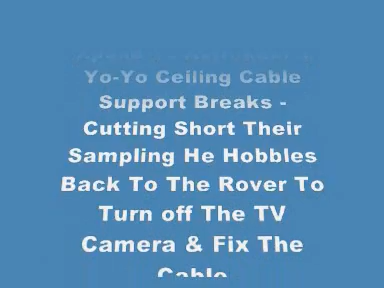 Yo-Yo Ceiling Cable
Support Breaks -
Cutting Short Their
Sampling He Hobbles
Back To The Rover To
Turn off The TV
Camera & Fix The
Cable